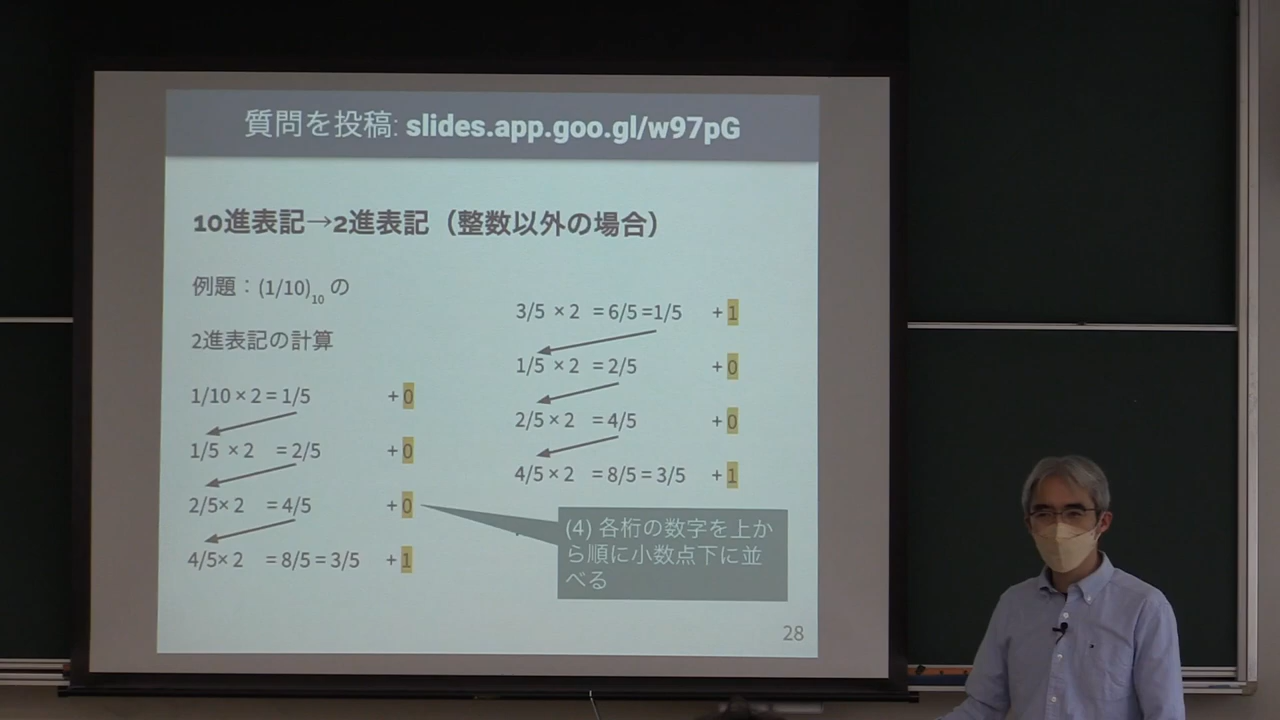 質問を投稿: slides.app.goo.gl/w97pG
10進表記→2進表記（整数以外の場合）
例題：(1/10)10 の
2進表記の計算
1/10 × 2 = 1/5 + 0
1/5 × 2 = 2/5 + 0
2/5× 2 = 4/5 + 0
4/5× 2 = 8/5 = 3/5 + 1
3/5 × 2 = 6/5 =1/5 + 1
1/5 × 2 = 2/5 + 0
2/5 × 2 = 4/5 + 0
4/5 × 2 = 8/5 = 3/5 + 1
(4) 各桁の数字を上か
ら順に小数点下に並
べる
28